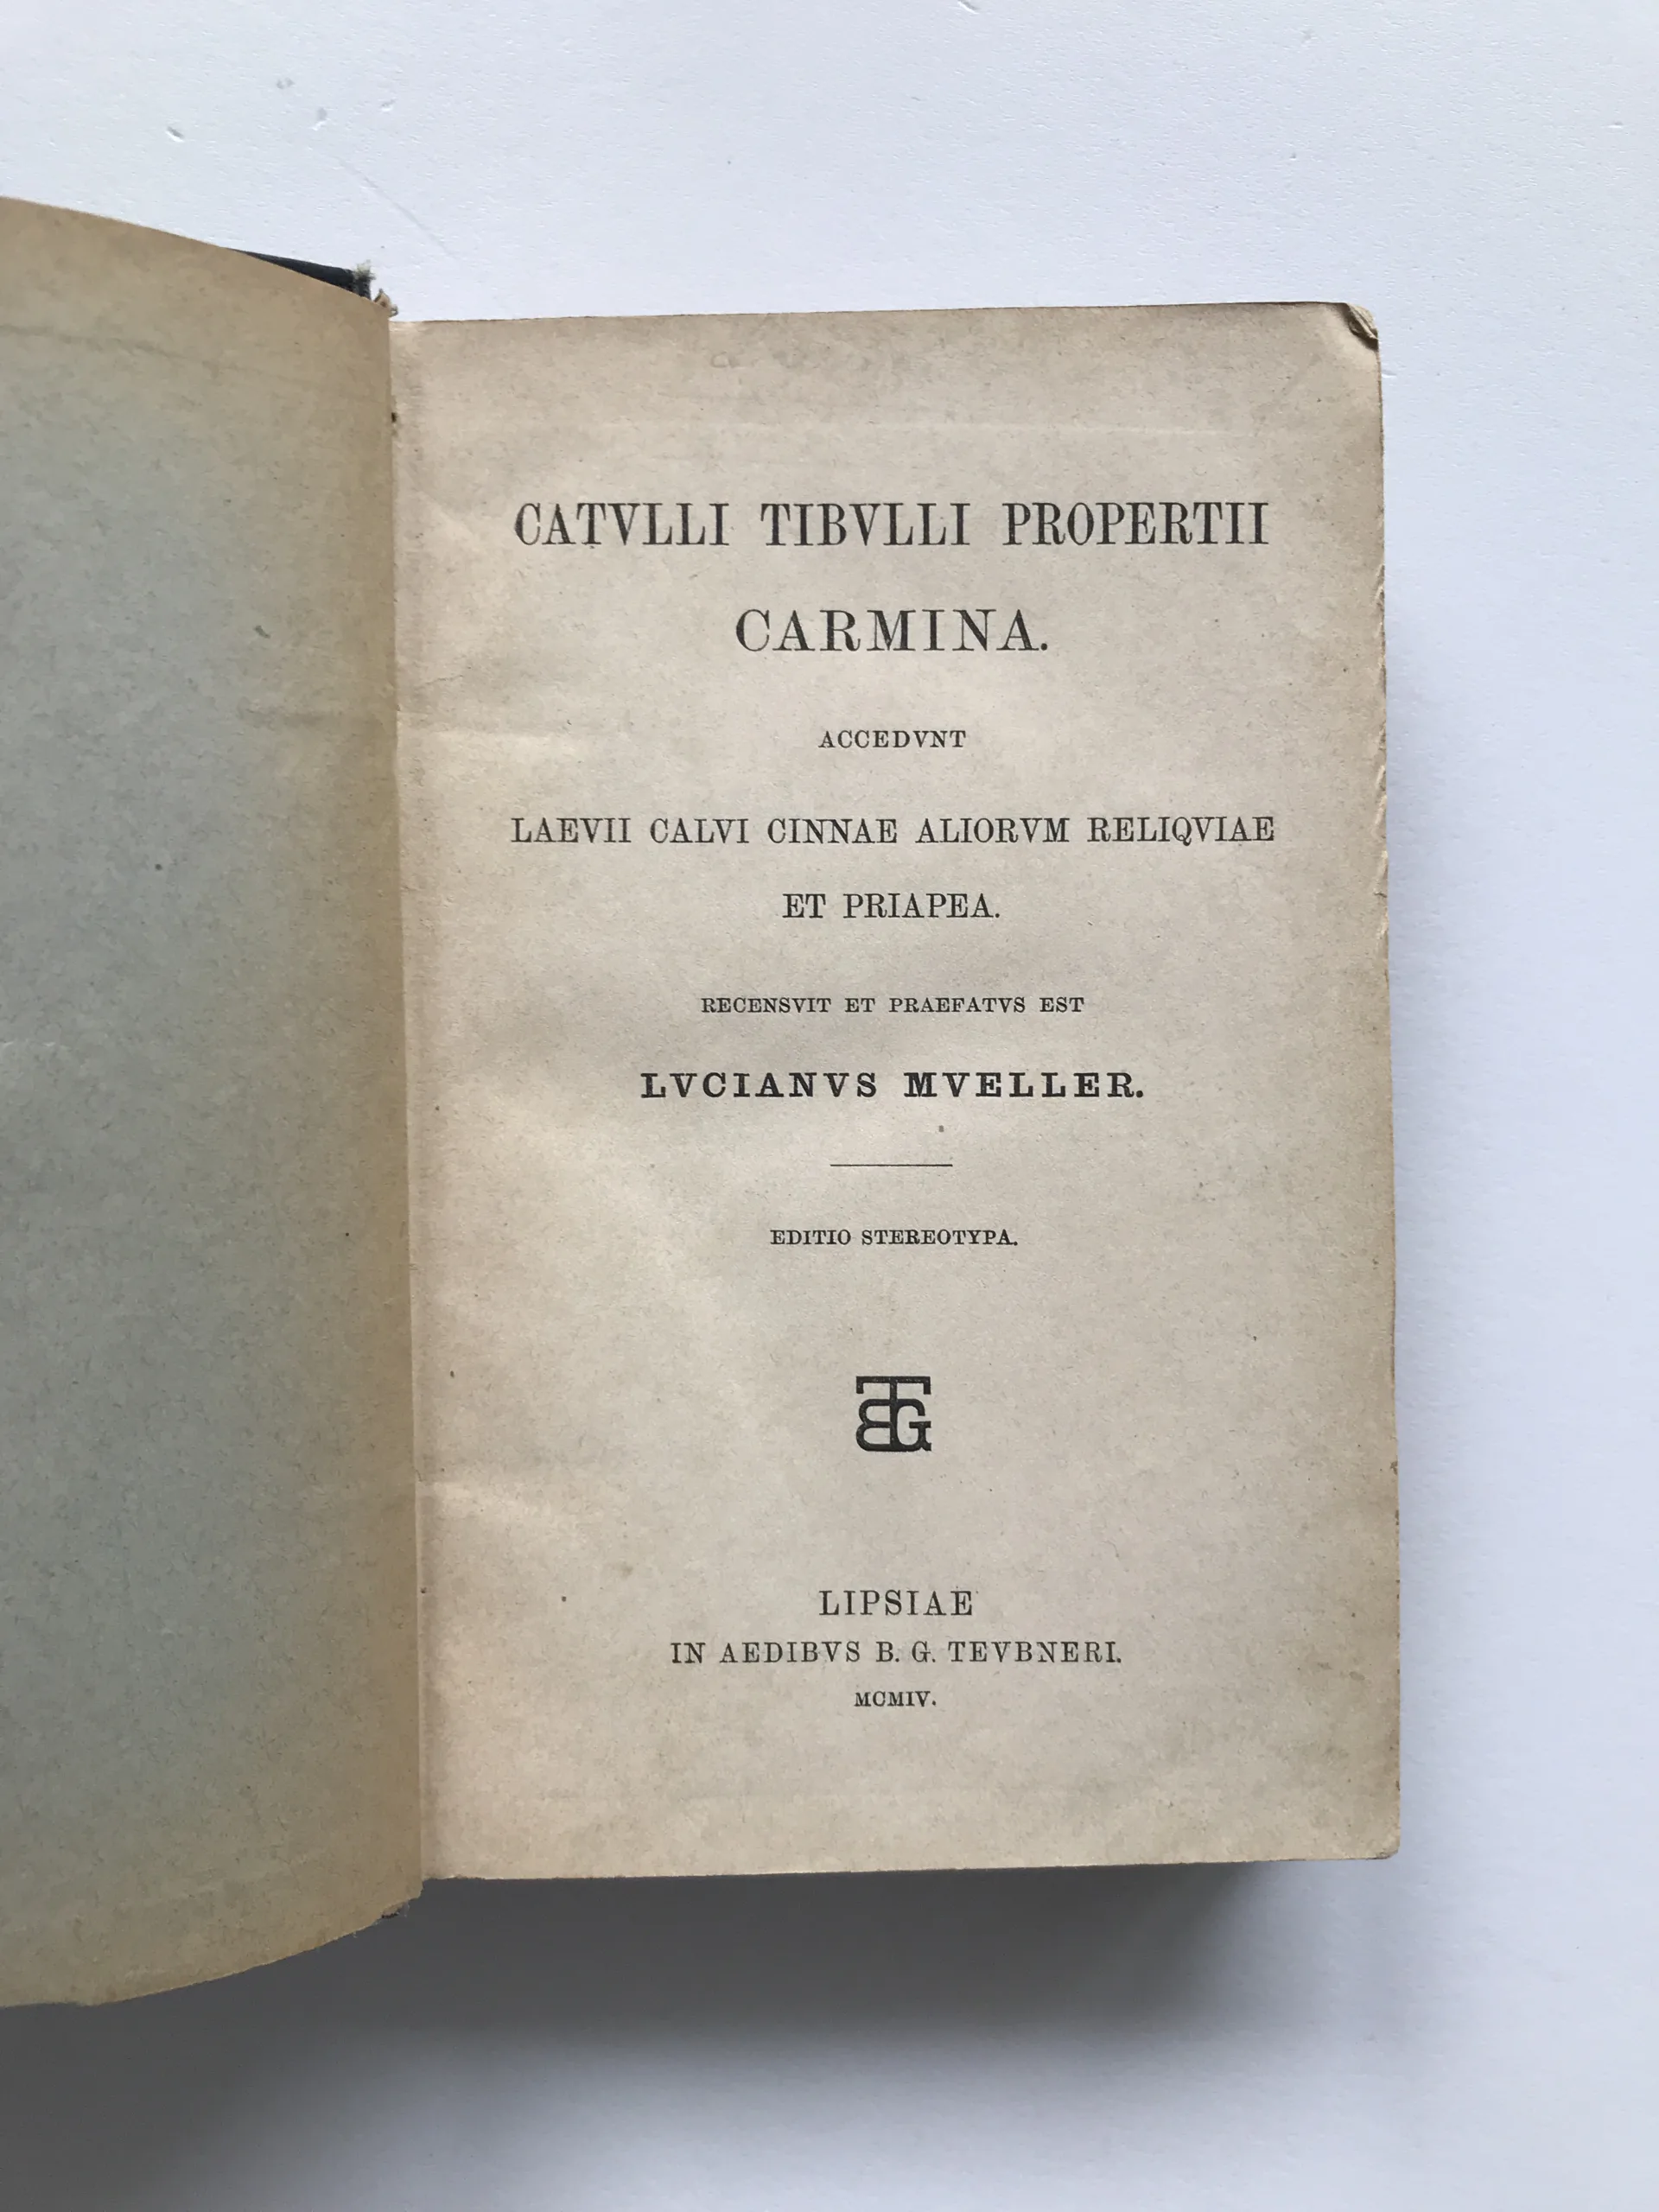 CATVLLI TIBVLLI PROPERTII
CARMINA.
ACCEDVNT
LAEVII CALVI CINNAE ALIORVM RELIQVIAE
ET PRIAPEA.
RECENSVIT ET PRAEFATVS EST
LVCIANVS MVELLER.
EDITIO STEREOTYPA.
BTG
LIPSIAE
IN AEDIBVS B. G. TEVBNERI.
MCMIV.